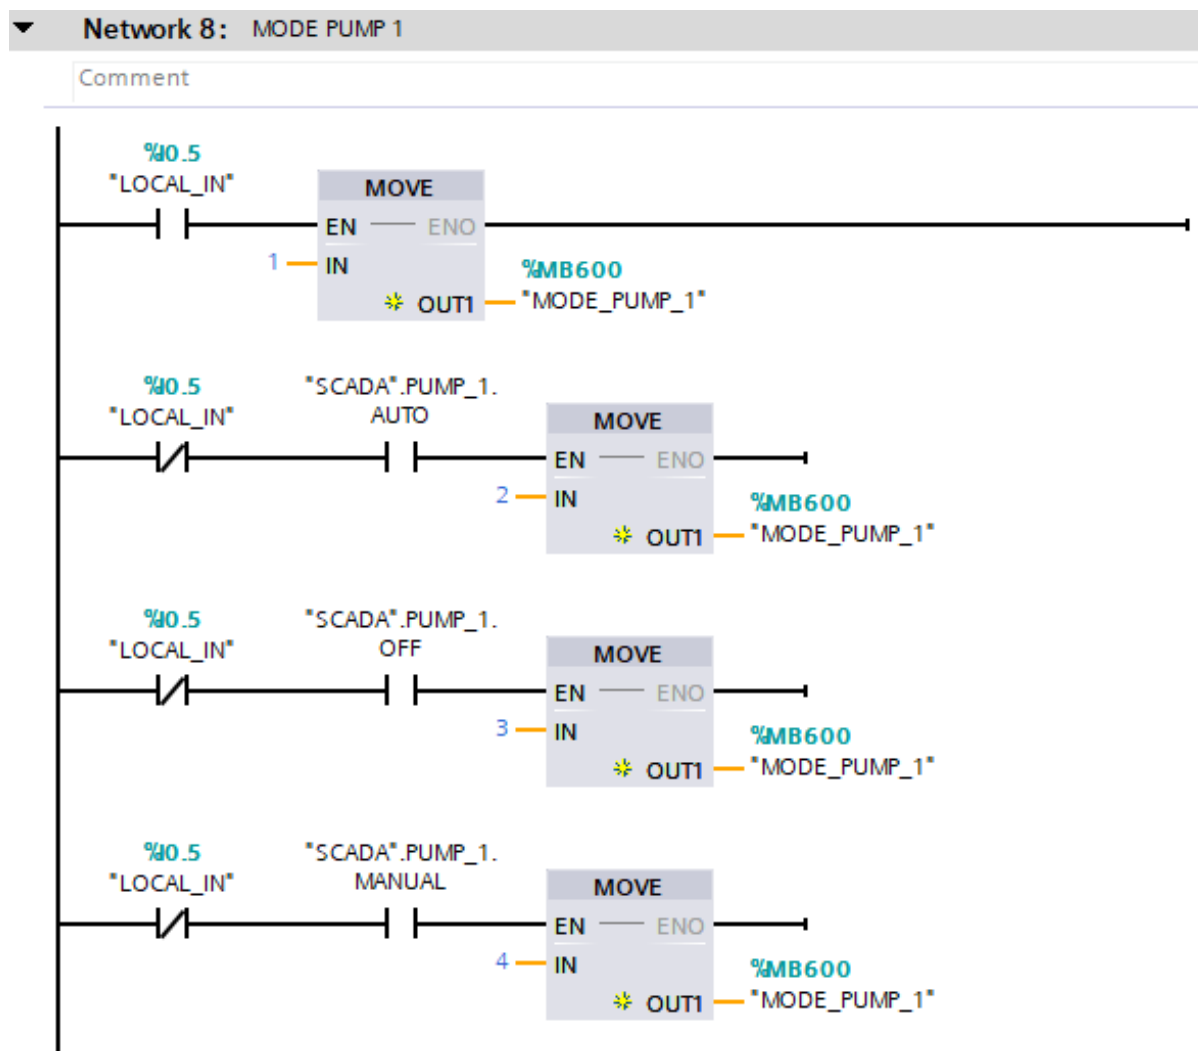 Network 8: MODE PUMP 1
Comment
%I0.5
"LOCAL_IN"
MOVE
EN ENO
1 IN
%MB600
OUT1 "MODE_PUMP_1"
%I0.5 "SCADA".PUMP_1.
"LOCAL_IN" AUTO
MOVE
EN ENO
2 IN
%MB600
OUT1 "MODE_PUMP_1"
%I0.5 "SCADA".PUMP_1.
"LOCAL_IN" OFF
MOVE
EN ENO
3 IN
%MB600
OUT1 "MODE_PUMP_1"
%I0.5 "SCADA".PUMP_1.
"LOCAL_IN" MANUAL
MOVE
EN ENO
4 IN
%MB600
OUT1 "MODE_PUMP_1"